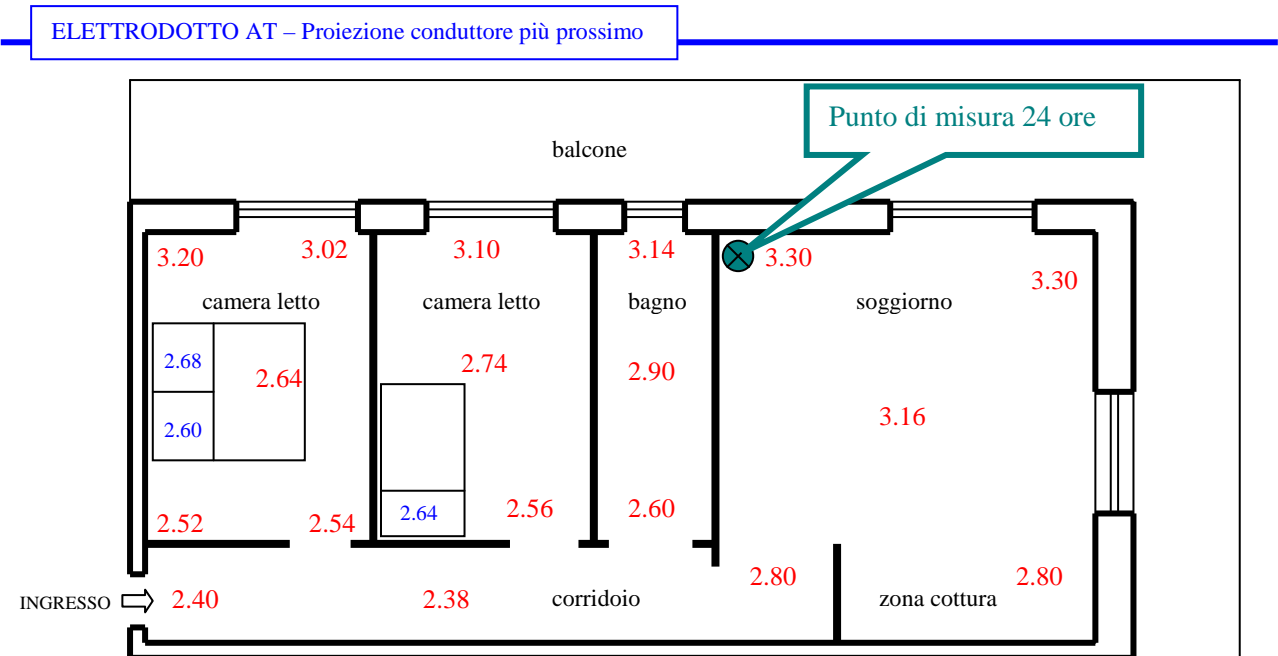 ELETTRODOTTO AT – Proiezione conduttore più prossimo
Punto di misura 24 ore
balcone
3.20 3.02 3.10 3.14 3.30 3.30
camera letto camera letto bagno soggiorno
2.68 2.64 2.74 2.90
2.60 3.16
2.52 2.54 2.64 2.56 2.60
INGRESSO 2.40 2.38 corridoio 2.80 zona cottura 2.80